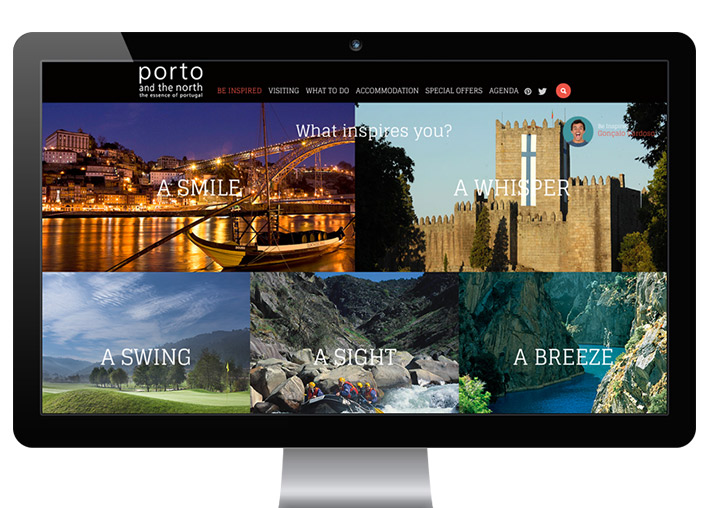 porto
and the north
the essence of portugal
BE INSPIRED VISITING WHAT TO DO ACCOMMODATION SPECIAL OFFERS AGENDA
What inspires you?
Be Inspired
Gonçalo Cardoso!
A SMILE
A WHISPER
A SWING
A SIGHT
A BREEZE